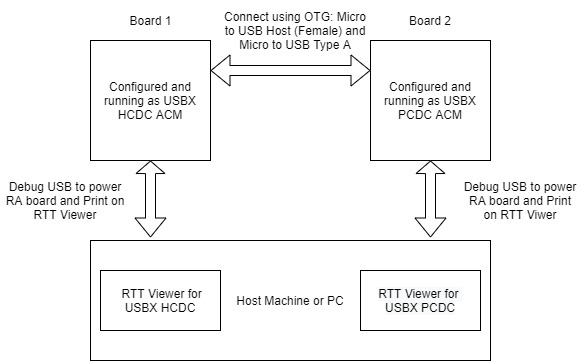 Board 1
Connect using OTG: Micro
to USB Host (Female) and
Micro to USB Type A
Board 2
Configured and
running as USBX
HCDC ACM
Configured and
running as USBX
PCDC ACM
Debug USB to power
RA board and Print on
RTT Viewer
Debug USB to power
RA board and Print
on RTT Viwer
RTT Viewer for
USBX HCDC
Host Machine or PC
RTT Viewer for
USBX PCDC